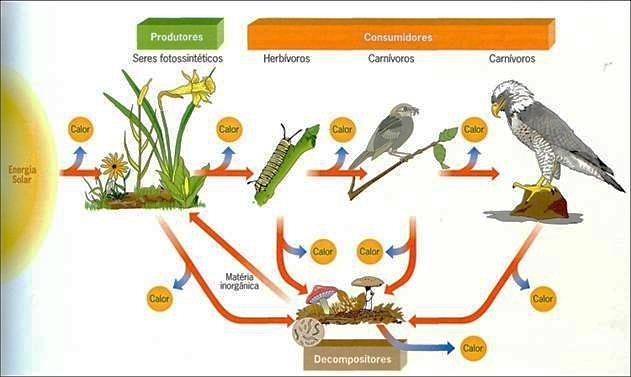 Produtores
Consumidores
Seres fotossintéticos
Herbívoros
Carnívoros
Carnívoros
Calor
Calor
Calor
Calor
Energia
Solar
Matéria
inorgânica
Calor
Calor
Calor
Calor
Calor
Decompositores